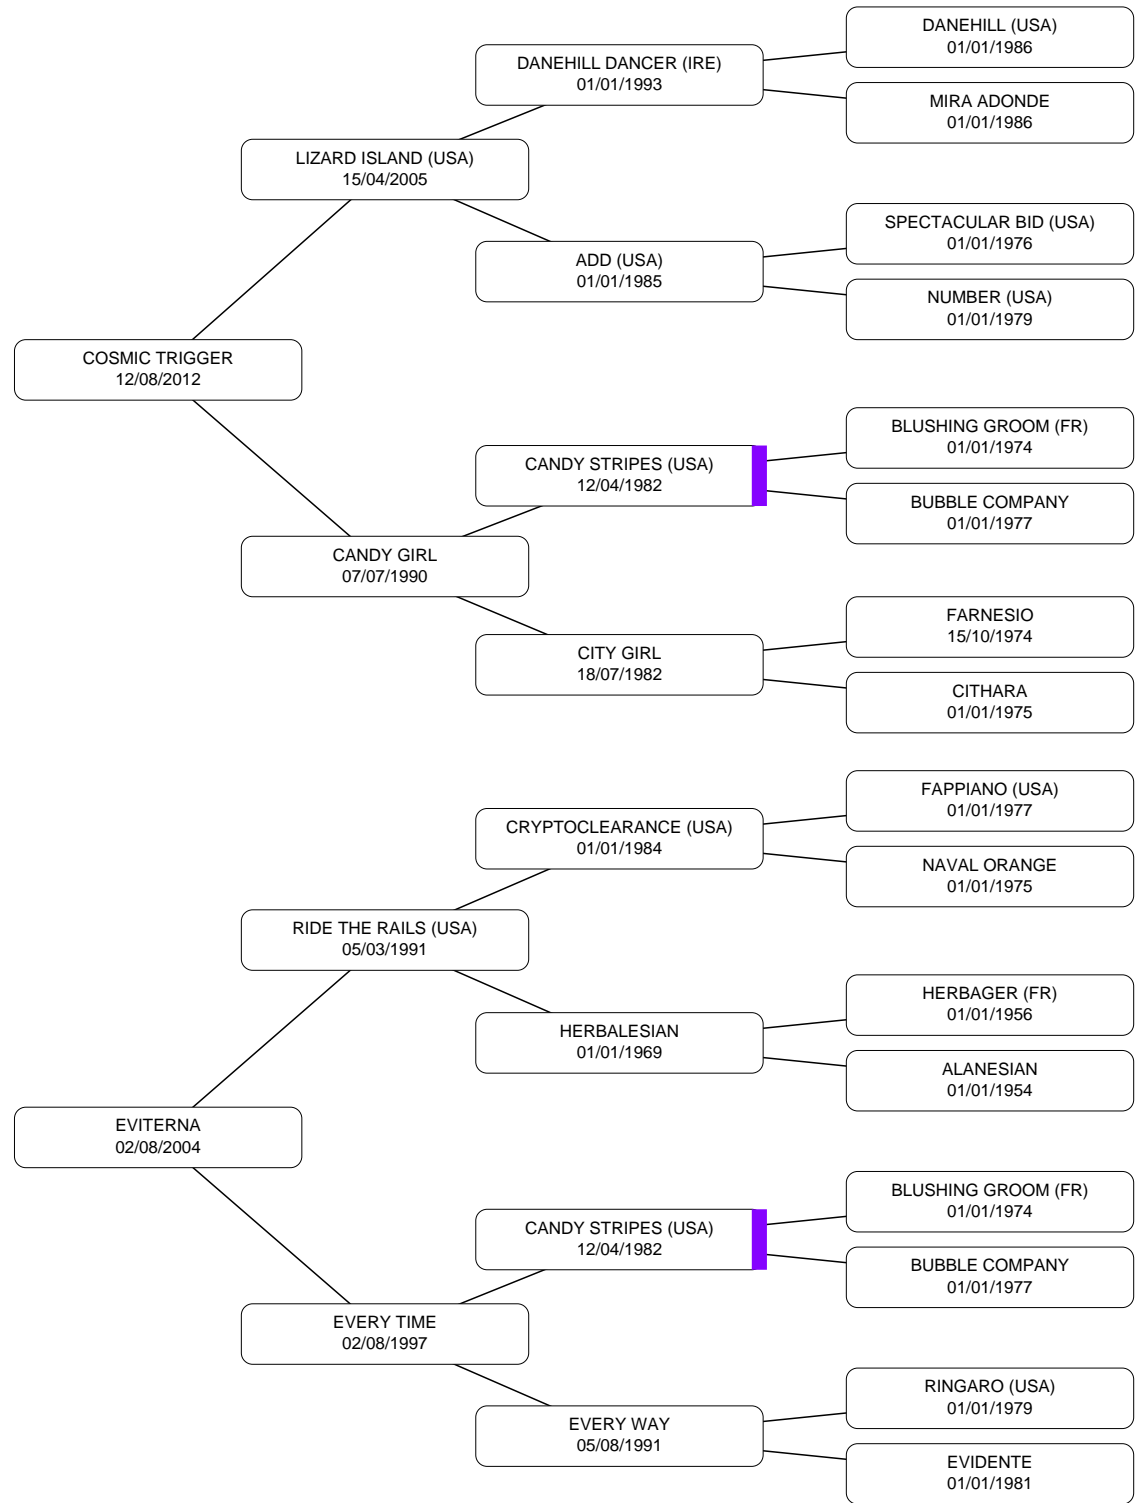 DANEHILL (USA)
01/01/1986
DANEHILL DANCER (IRE)
01/01/1993
MIRA ADONDE
01/01/1986
LIZARD ISLAND (USA)
15/04/2005
SPECTACULAR BID (USA)
01/01/1976
ADD (USA)
01/01/1985
NUMBER (USA)
01/01/1979
COSMIC TRIGGER
12/08/2012
BLUSHING GROOM (FR)
01/01/1974
CANDY STRIPES (USA)
12/04/1982
BUBBLE COMPANY
01/01/1977
CANDY GIRL
07/07/1990
FARNESIO
15/10/1974
CITY GIRL
18/07/1982
CITHARA
01/01/1975
FAPPIANO (USA)
01/01/1977
CRYPTOCLEARANCE (USA)
01/01/1984
NAVAL ORANGE
01/01/1975
RIDE THE RAILS (USA)
05/03/1991
HERBAGER (FR)
01/01/1956
HERBALESIAN
01/01/1969
ALANESIAN
01/01/1954
EVITERNA
02/08/2004
BLUSHING GROOM (FR)
01/01/1974
CANDY STRIPES (USA)
12/04/1982
BUBBLE COMPANY
01/01/1977
EVERY TIME
02/08/1997
RINGARO (USA)
01/01/1979
EVERY WAY
05/08/1991
EVIDENTE
01/01/1981